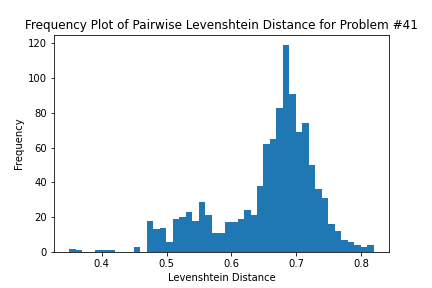 Frequency Plot of Pairwise Levenshtein Distance for Problem #41
120
100
80
60
40
20
0
Frequency
0.4 0.5 0.6 0.7 0.8
Levenshtein Distance